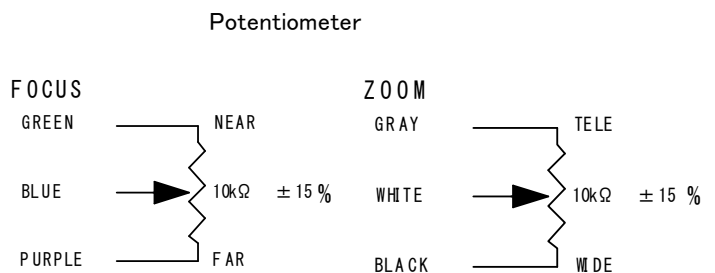 Potentiometer
FOCUS ZOOM
GREEN NEAR GRAY TELE
BLUE 10kΩ ±15% WHITE 10kΩ ±15 %
PURPLE FAR BLACK WIDE